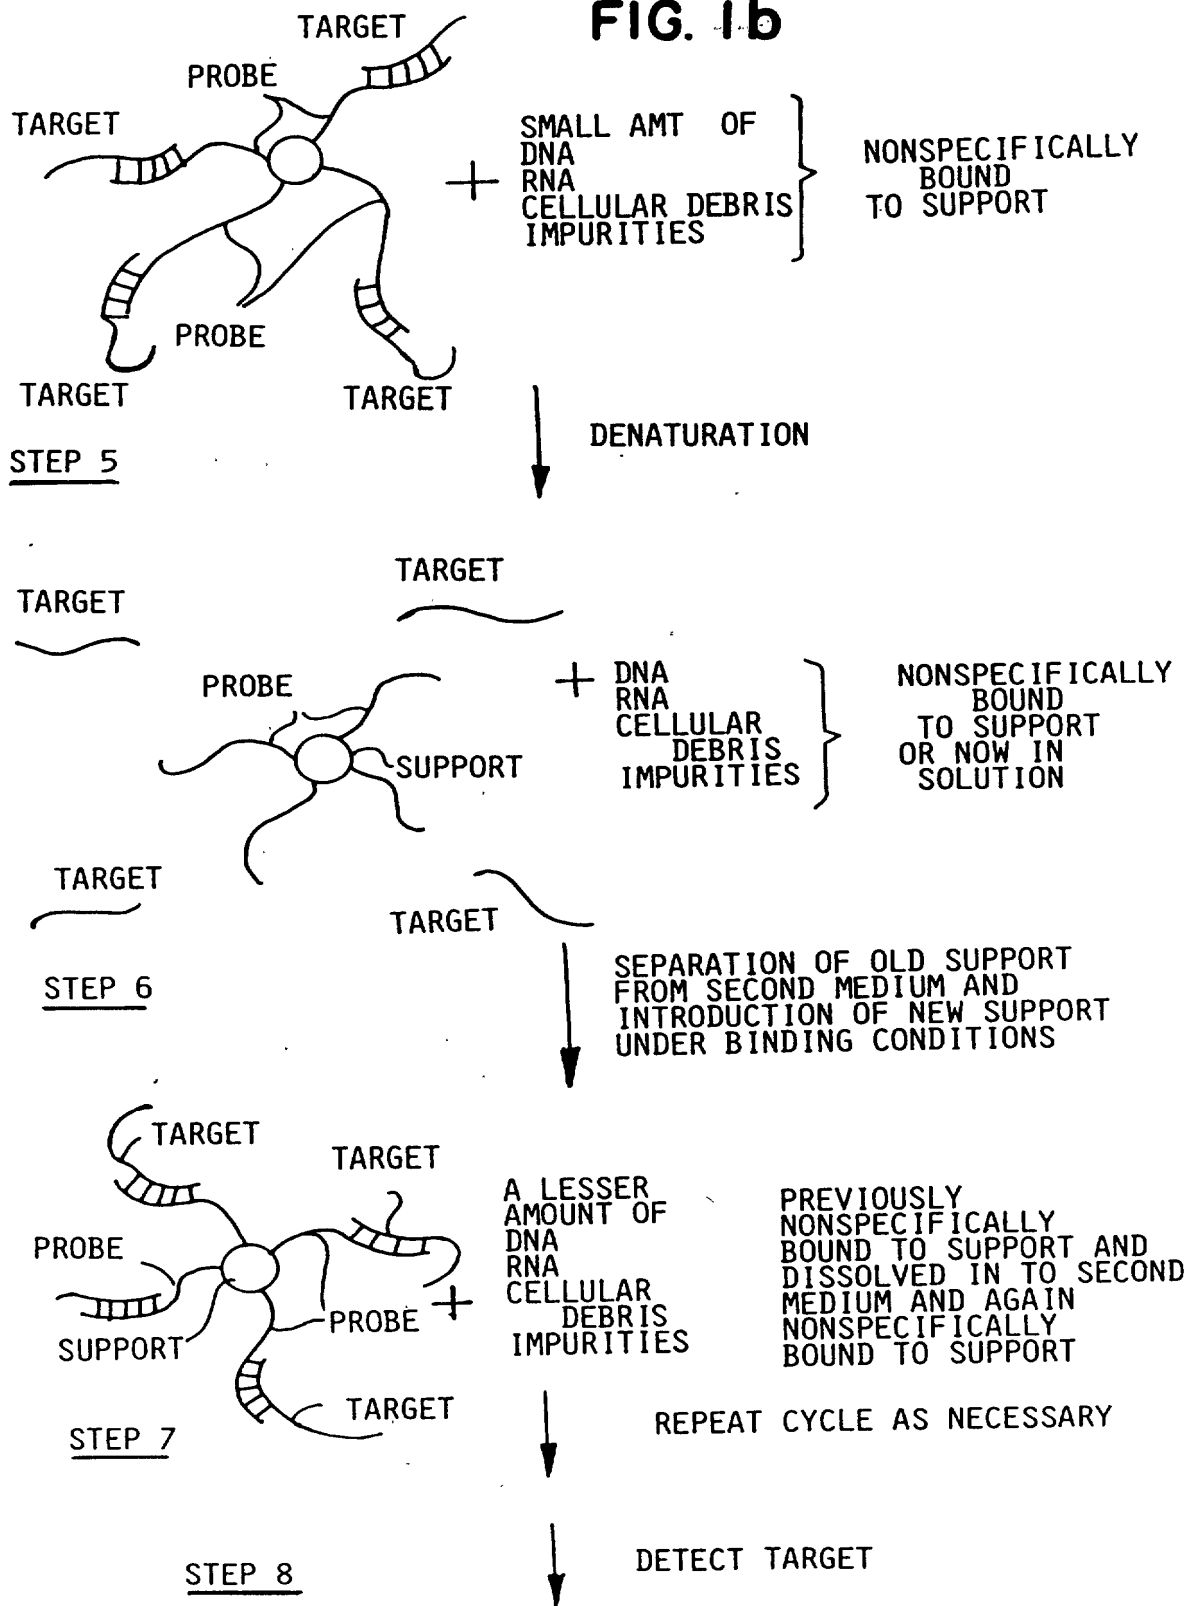 FIG. 1b
TARGET
PROBE
TARGET
SMALL AMT OF
DNA
RNA
CELLULAR DEBRIS
IMPURITIES
NONSPECIFICALLY
BOUND
TO SUPPORT
PROBE
TARGET
TARGET
STEP 5
DENATURATION
TARGET
TARGET
PROBE
SUPPORT
DNA
RNA
CELLULAR
DEBRIS
IMPURITIES
NONSPECIFICALLY
BOUND
TO SUPPORT
OR NOW IN
SOLUTION
TARGET
TARGET
STEP 6
SEPARATION OF OLD SUPPORT
FROM SECOND MEDIUM AND
INTRODUCTION OF NEW SUPPORT
UNDER BINDING CONDITIONS
TARGET
TARGET
PROBE
SUPPORT
PROBE
TARGET
+
A LESSER
AMOUNT OF
DNA
RNA
CELLULAR
DEBRIS
IMPURITIES
PREVIOUSLY
NONSPECIFICALLY
BOUND TO SUPPORT AND
DISSOLVED IN TO SECOND
MEDIUM AND AGAIN
NONSPECIFICALLY
BOUND TO SUPPORT
STEP 7
REPEAT CYCLE AS NECESSARY
STEP 8
DETECT TARGET